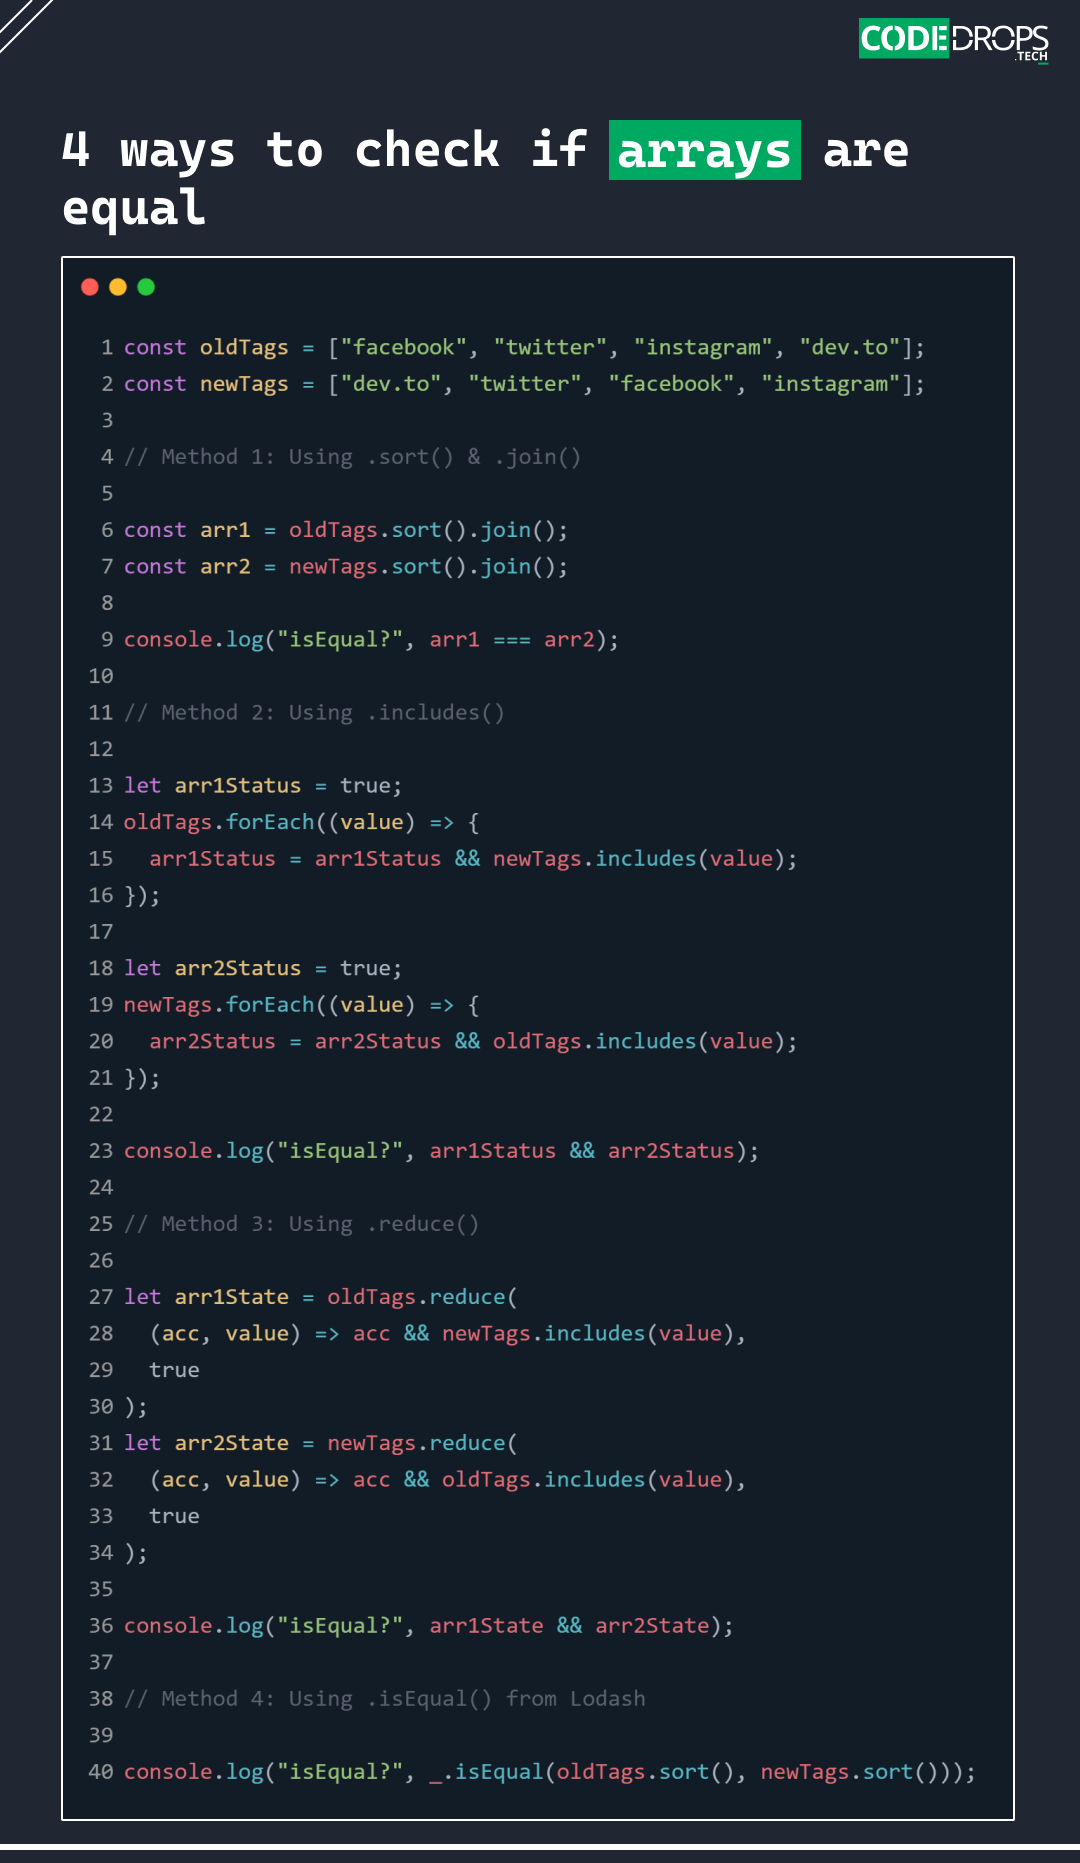 CODEDROPS
.TECH
4 ways to check if arrays are
equal
1 const oldTags = ["facebook", "twitter", "instagram", "dev.to"];
2 const newTags = ["dev.to", "twitter", "facebook", "instagram"];
3
4 // Method 1: Using .sort() & .join()
5
6 const arr1 = oldTags.sort().join();
7 const arr2 = newTags.sort().join();
8
9 console.log("isEqual?", arr1 === arr2);
10
11 // Method 2: Using .includes()
12
13 let arr1Status = true;
14 oldTags.forEach((value) => {
15   arr1Status = arr1Status && newTags.includes(value);
16 });
17
18 let arr2Status = true;
19 newTags.forEach((value) => {
20   arr2Status = arr2Status && oldTags.includes(value);
21 });
22
23 console.log("isEqual?", arr1Status && arr2Status);
24
25 // Method 3: Using .reduce()
26
27 let arr1State = oldTags.reduce(
28   (acc, value) => acc && newTags.includes(value),
29   true
30 );
31 let arr2State = newTags.reduce(
32   (acc, value) => acc && oldTags.includes(value),
33   true
34 );
35
36 console.log("isEqual?", arr1State && arr2State);
37
38 // Method 4: Using .isEqual() from Lodash
39
40 console.log("isEqual?", _.isEqual(oldTags.sort(), newTags.sort()));